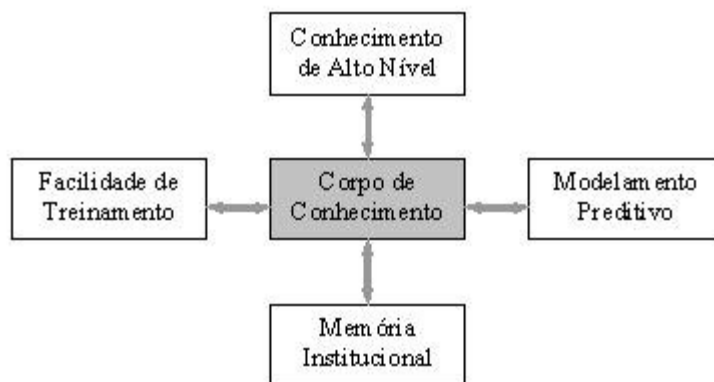 Conhecimento
de Alto Nível
Facilidade de
Treinamento
Corpo de
Conhecimento
Modelamento
Preditivo
Memória
Institucional